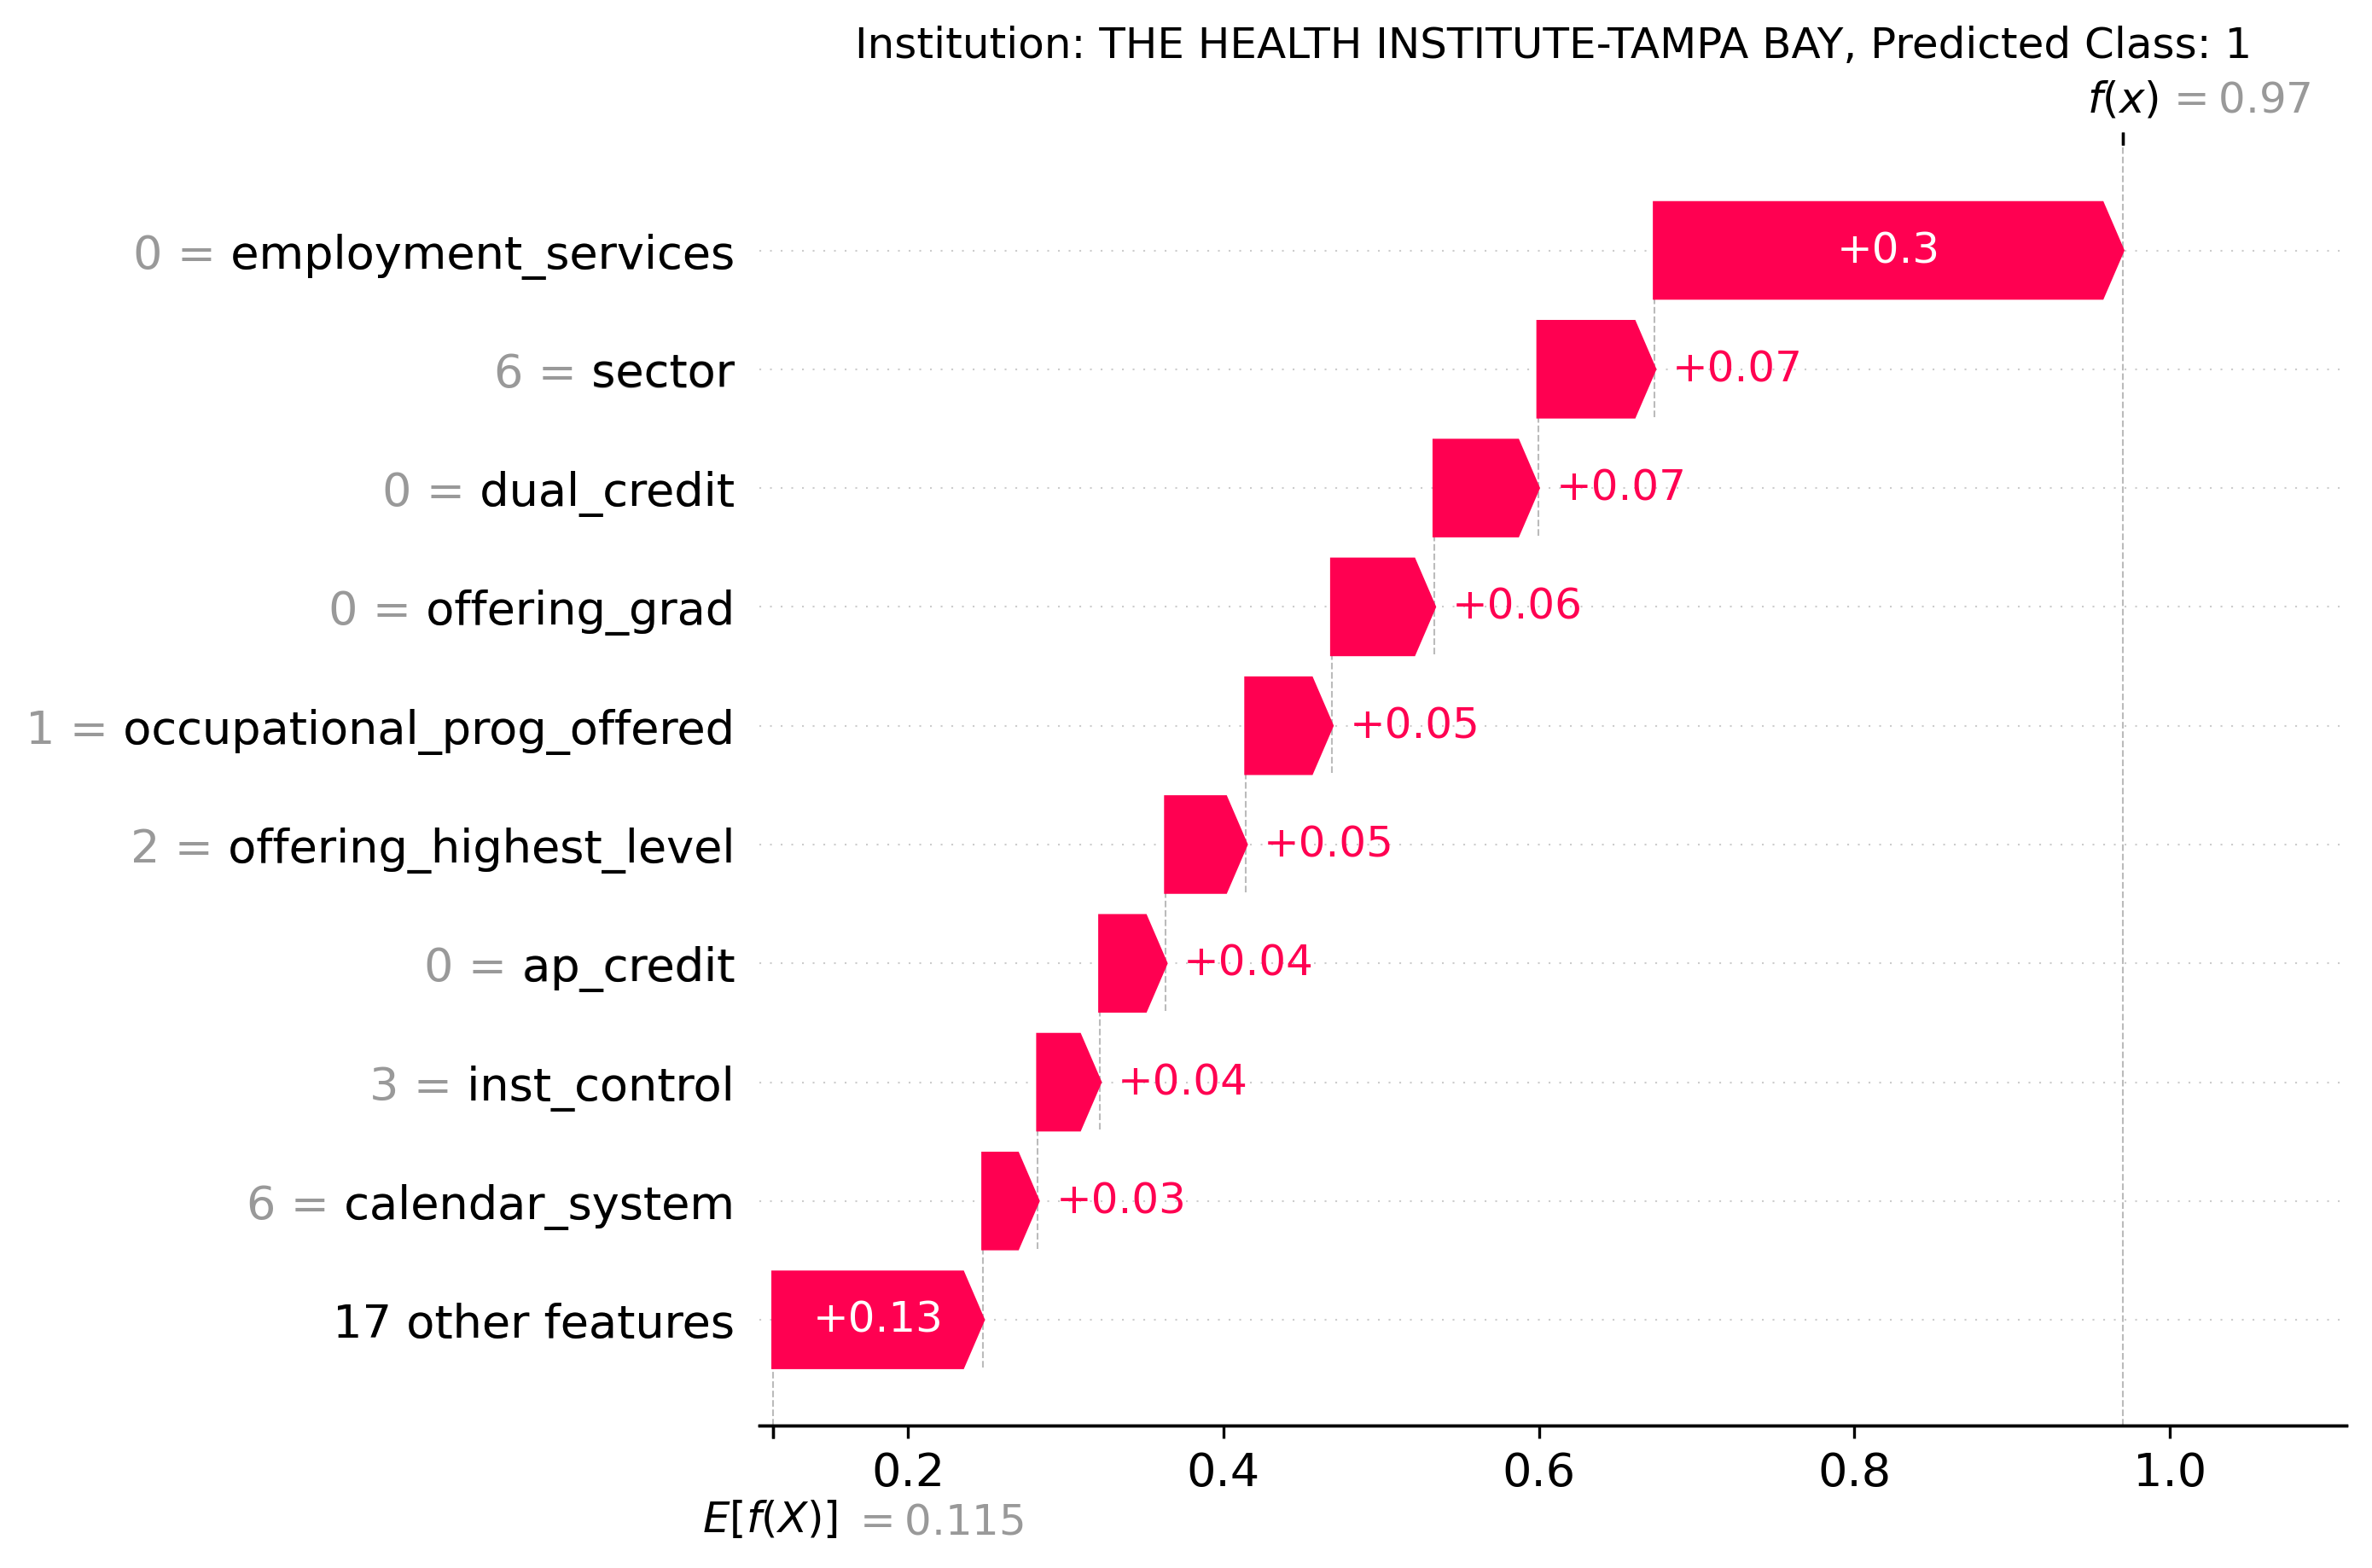 Institution: THE HEALTH INSTITUTE-TAMPA BAY, Predicted Class: 1
f(x) = 0.97
0 = employment_services +0.3
6 = sector +0.07
0 = dual_credit +0.07
0 = offering_grad +0.06
1 = occupational_prog_offered +0.05
2 = offering_highest_level +0.05
0 = ap_credit +0.04
3 = inst_control +0.04
6 = calendar_system +0.03
17 other features +0.13
0.2 0.4 0.6 0.8 1.0
E[f(X)] = 0.115